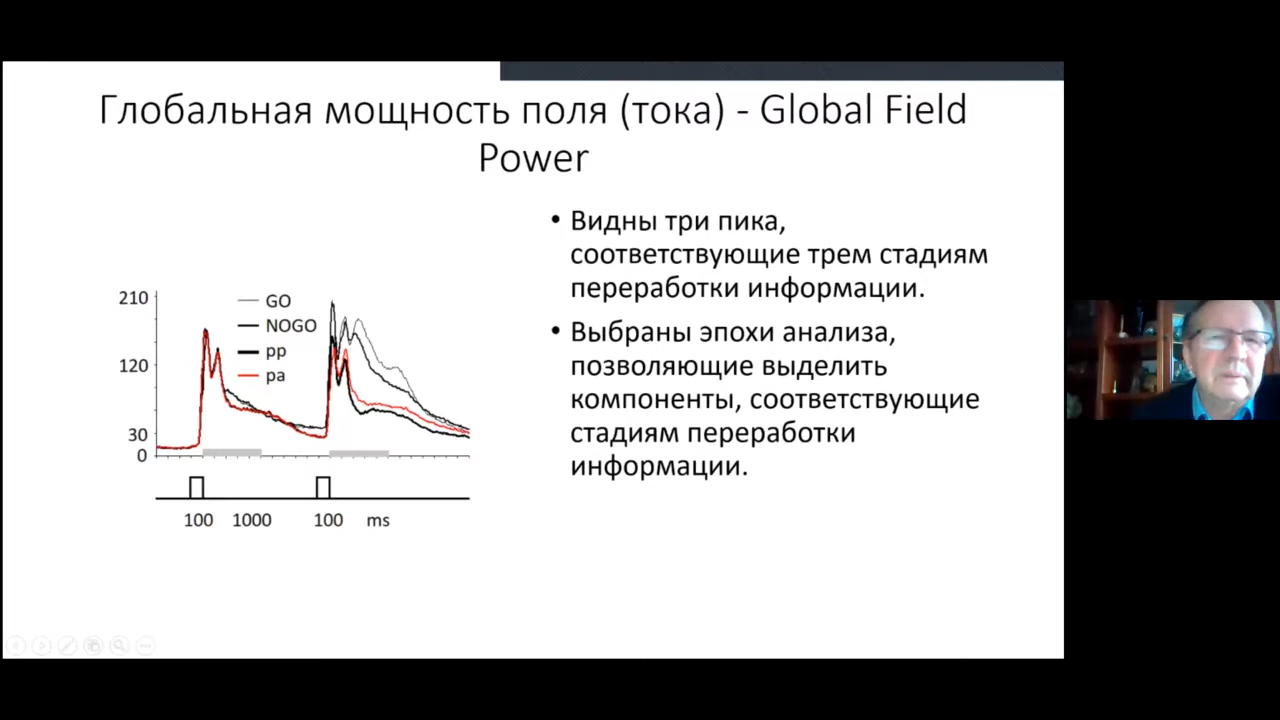 Глобальная мощность поля (тока) - Global Field
Power
• Видны три пика,
соответствующие трем стадиям
переработки информации.
• Выбраны эпохи анализа,
позволяющие выделить
компоненты, соответствующие
стадиям переработки
информации.
210
120
30
0
GO
NOGO
pp
pa
100 1000 100 ms